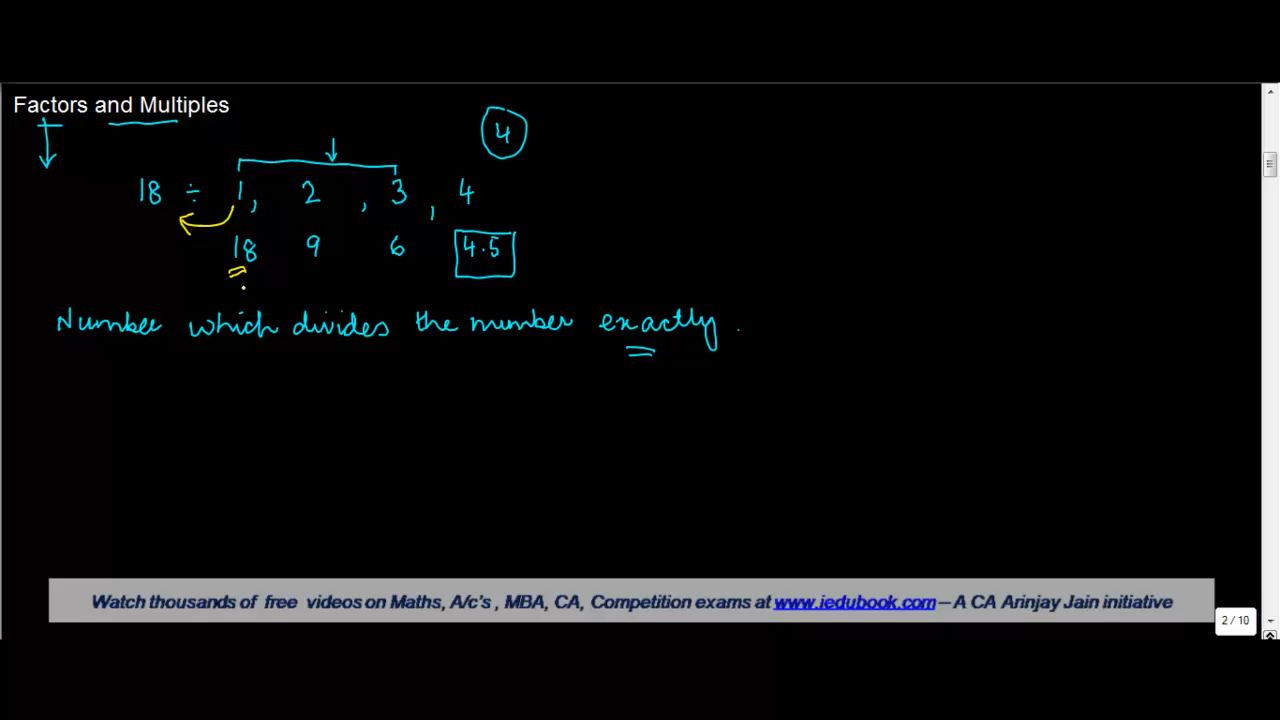 Factors and Multiples
4
18 ÷ 1, 2 , 3 , 4
18 9 6 4.5
Number which divides the number exactly .
Watch thousands of free videos on Maths, A/c's , MBA, CA, Competition exams at www.iedubook.com – A CA Arinjay Jain initiative
2 / 10